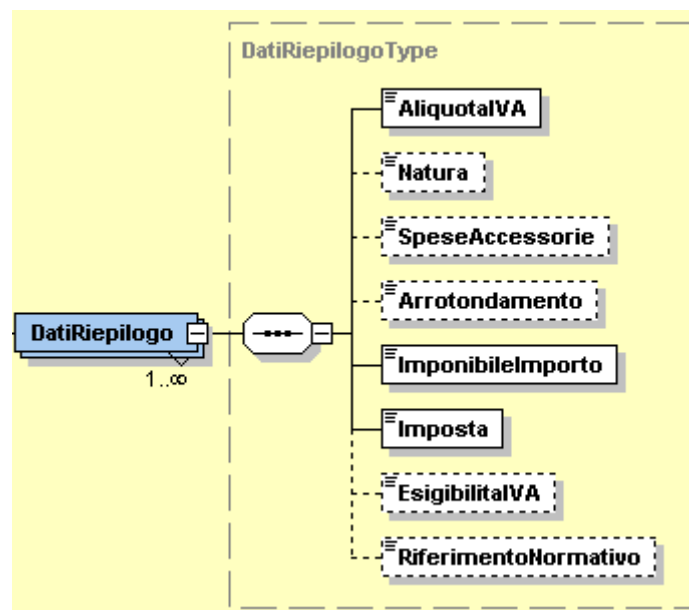 DatiRiepilogoType
AliquotaIVA
Natura
SpeseAccessorie
Arrotondamento
DatiRiepilogo
1..∞
ImponibileImporto
Imposta
EsigibilitaIVA
RiferimentoNormativo